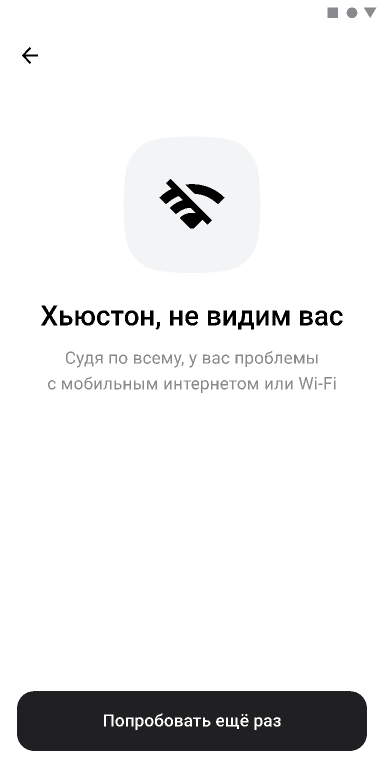 Хьюстон, не видим вас
Судя по всему, у вас проблемы
с мобильным интернетом или Wi-Fi
Попробовать ещё раз